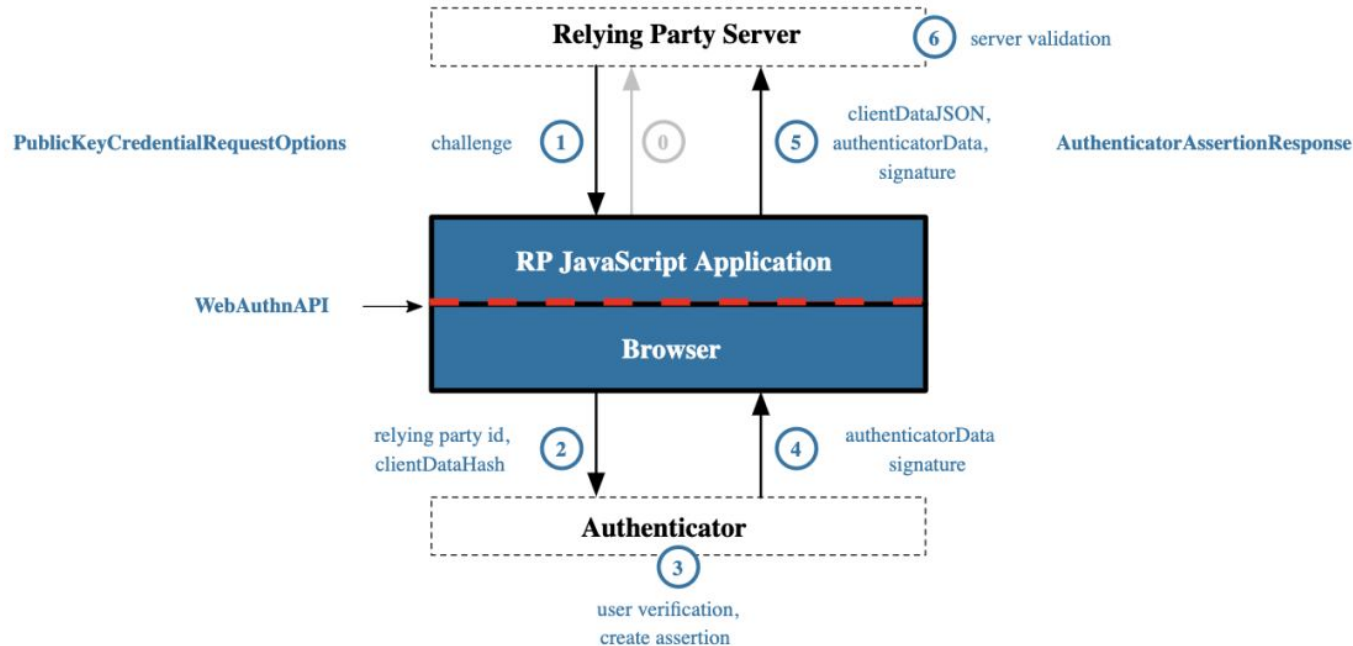 Relying Party Server
6
server validation
PublicKeyCredentialRequestOptions
challenge
1
0
5
clientDataJSON,
authenticatorData,
signature
AuthenticatorAssertionResponse
RP JavaScript Application
WebAuthnAPI
Browser
relying party id,
clientDataHash
2
4
authenticatorData
signature
Authenticator
3
user verification,
create assertion